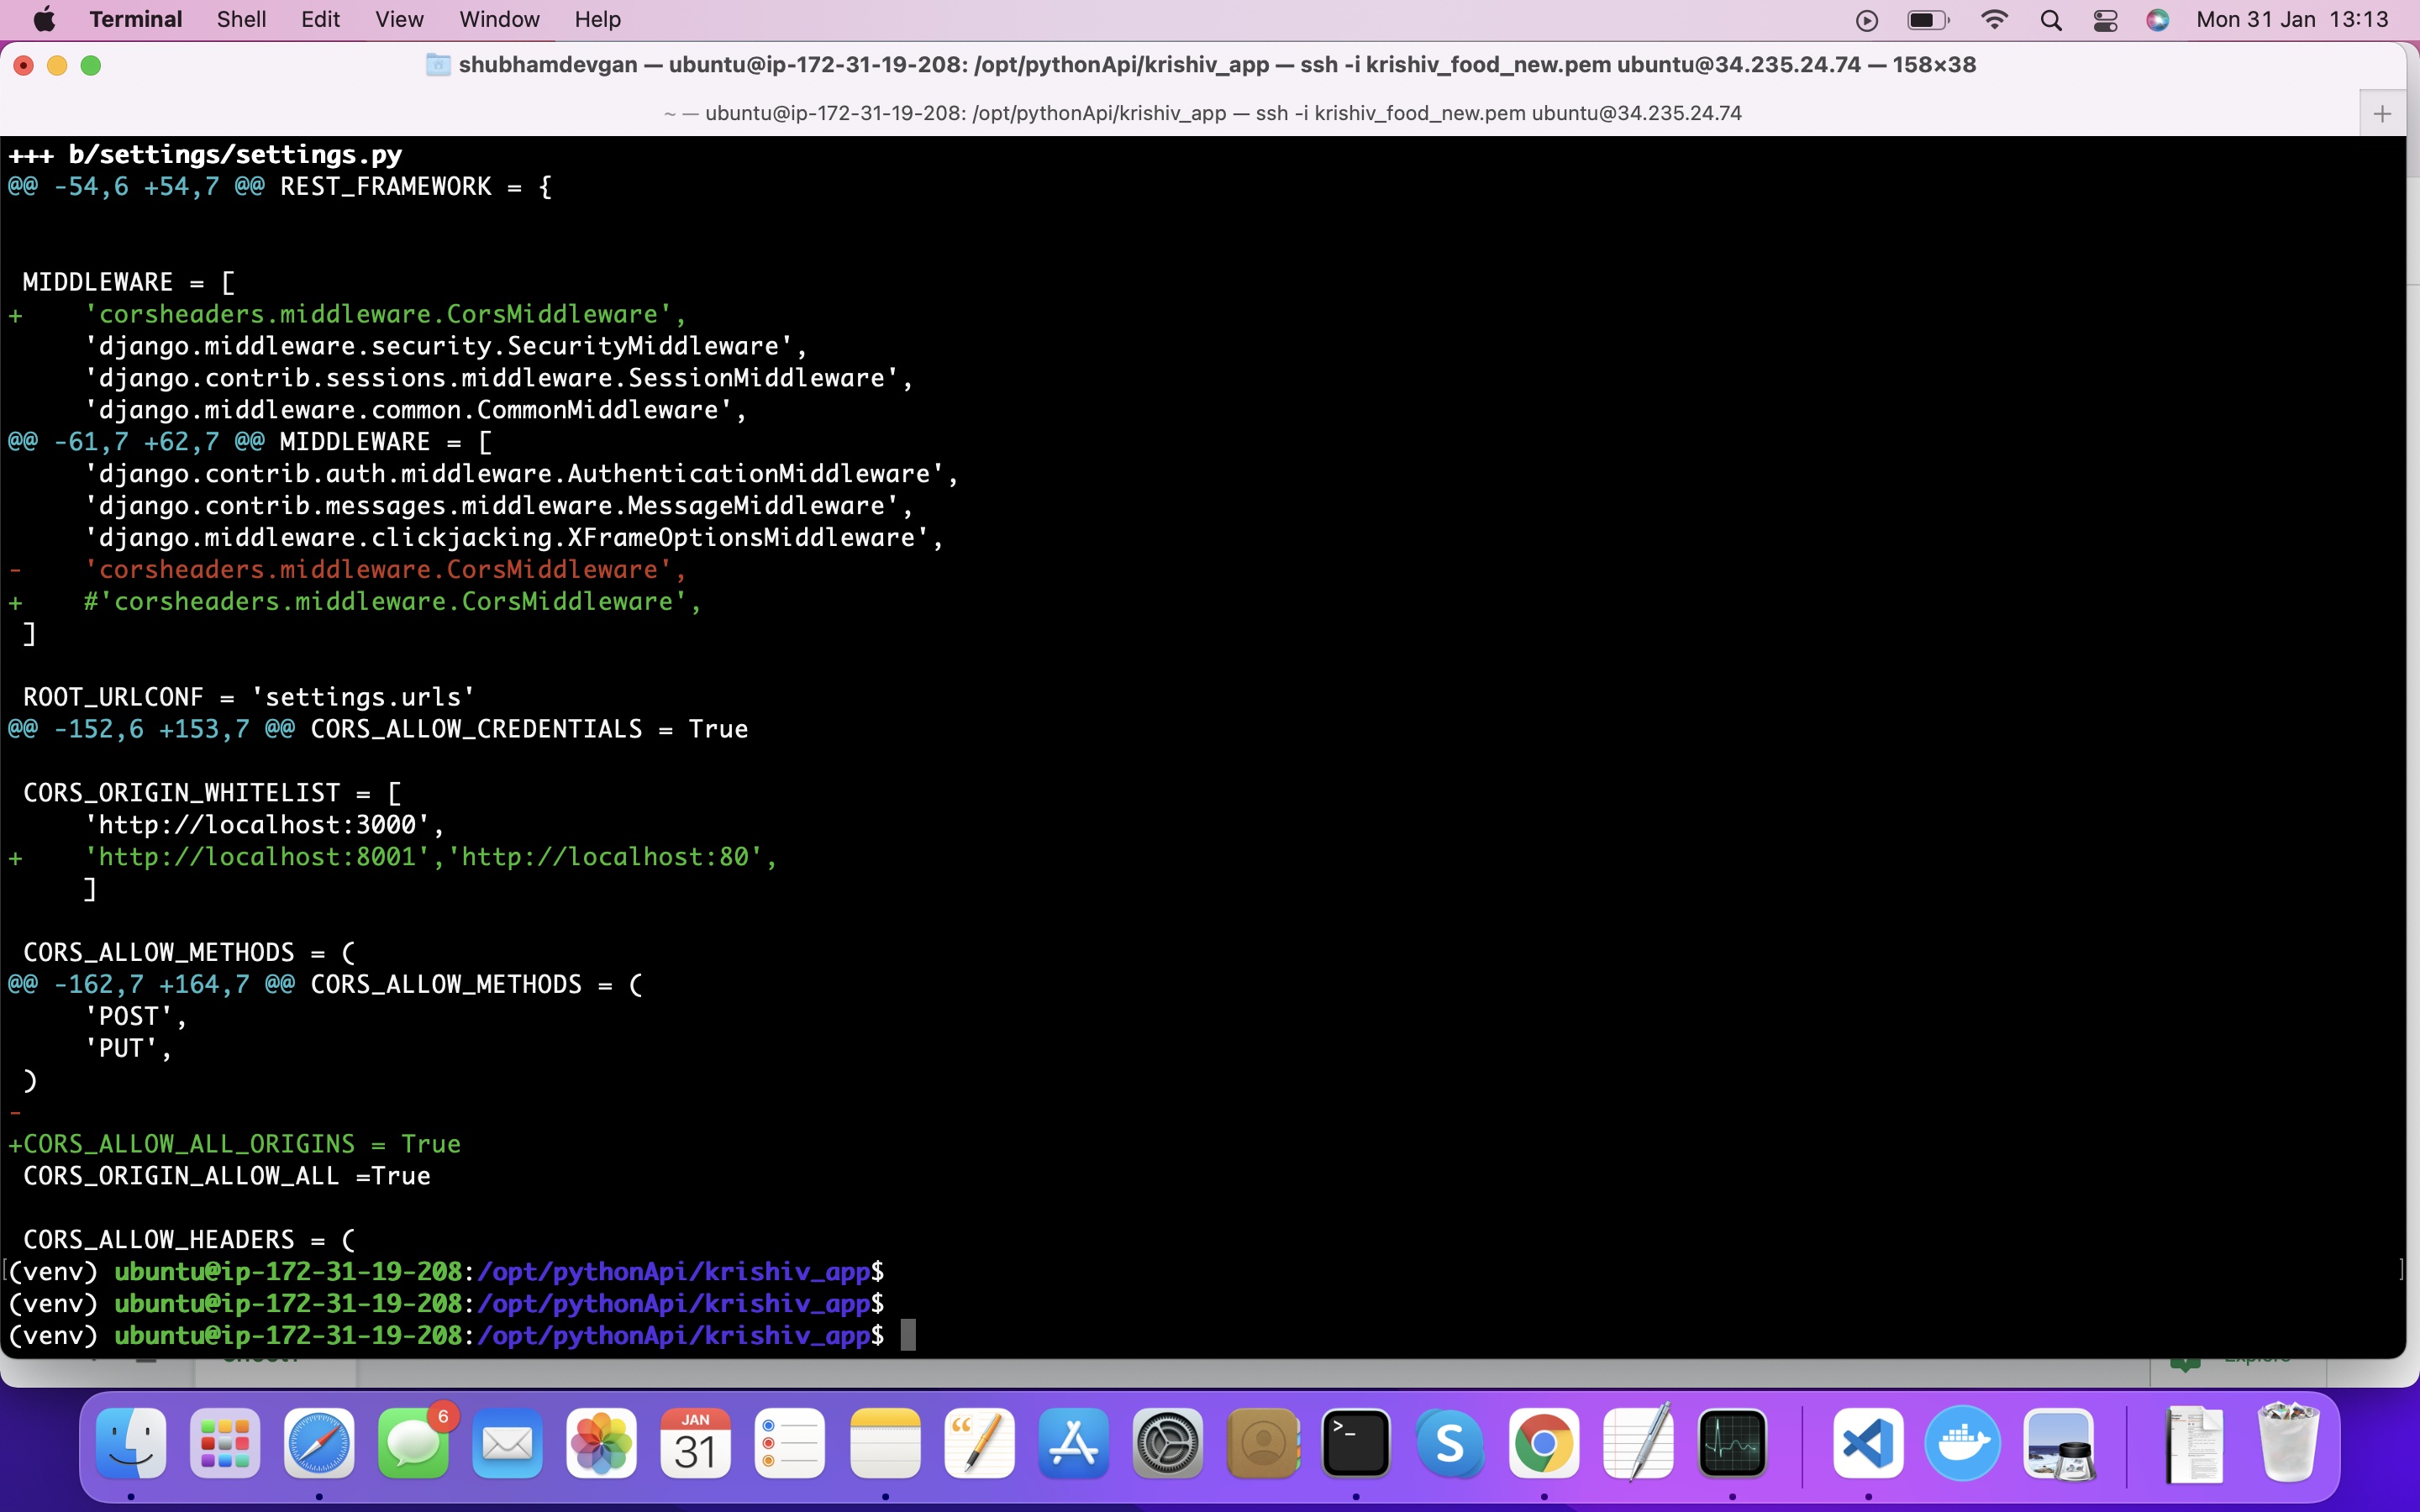 Terminal Shell Edit View Window Help Mon 31 Jan 13:13
shubhamdevgan — ubuntu@ip-172-31-19-208: /opt/pythonApi/krishiv_app — ssh -i krishiv_food_new.pem ubuntu@34.235.24.74 — 158×38
~ — ubuntu@ip-172-31-19-208: /opt/pythonApi/krishiv_app — ssh -i krishiv_food_new.pem ubuntu@34.235.24.74
+++ b/settings/settings.py
@@ -54,6 +54,7 @@ REST_FRAMEWORK = {
 MIDDLEWARE = [
+    'corsheaders.middleware.CorsMiddleware',
     'django.middleware.security.SecurityMiddleware',
     'django.contrib.sessions.middleware.SessionMiddleware',
     'django.middleware.common.CommonMiddleware',
@@ -61,7 +62,7 @@ MIDDLEWARE = [
     'django.contrib.auth.middleware.AuthenticationMiddleware',
     'django.contrib.messages.middleware.MessageMiddleware',
     'django.middleware.clickjacking.XFrameOptionsMiddleware',
-    'corsheaders.middleware.CorsMiddleware',
+    #'corsheaders.middleware.CorsMiddleware',
 ]
 ROOT_URLCONF = 'settings.urls'
@@ -152,6 +153,7 @@ CORS_ALLOW_CREDENTIALS = True
 CORS_ORIGIN_WHITELIST = [
     'http://localhost:3000',
+    'http://localhost:8001','http://localhost:80',
     ]
 CORS_ALLOW_METHODS = (
@@ -162,7 +164,7 @@ CORS_ALLOW_METHODS = (
     'POST',
     'PUT',
 )
-
+CORS_ALLOW_ALL_ORIGINS = True
 CORS_ORIGIN_ALLOW_ALL =True
 CORS_ALLOW_HEADERS = (
[(venv) ubuntu@ip-172-31-19-208:/opt/pythonApi/krishiv_app$ ]
(venv) ubuntu@ip-172-31-19-208:/opt/pythonApi/krishiv_app$
(venv) ubuntu@ip-172-31-19-208:/opt/pythonApi/krishiv_app$
6
JAN
31